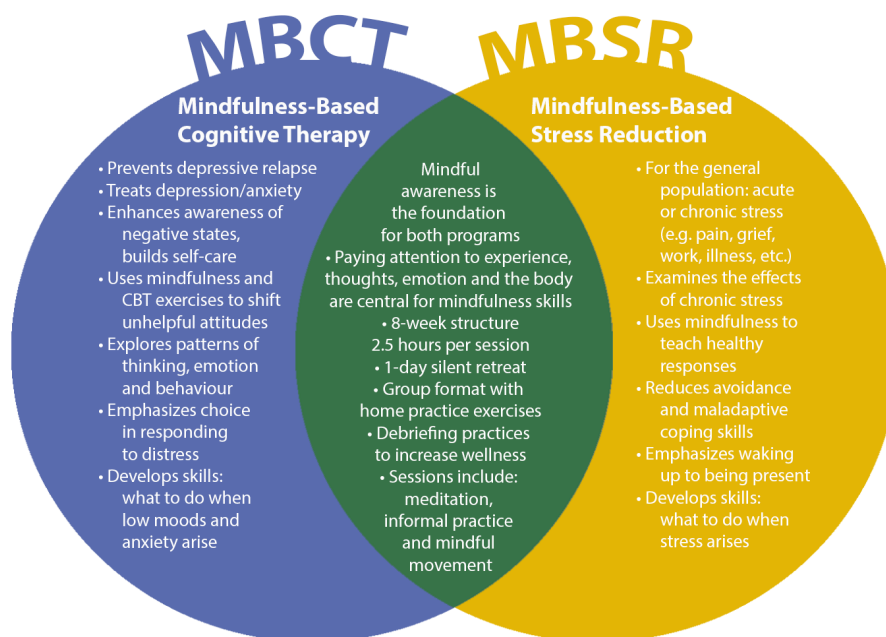 MBCT
Mindfulness-Based
Cognitive Therapy
• Prevents depressive relapse
• Treats depression/anxiety
• Enhances awareness of
negative states,
builds self-care
• Uses mindfulness and
CBT exercises to shift
unhelpful attitudes
• Explores patterns of
thinking, emotion
and behaviour
• Emphasizes choice
in responding
to distress
• Develops skills:
what to do when
low moods and
anxiety arise
Mindful
awareness is
the foundation
for both programs
• Paying attention to experience,
thoughts, emotion and the body
are central for mindfulness skills
• 8-week structure
2.5 hours per session
• 1-day silent retreat
• Group format with
home practice exercises
• Debriefing practices
to increase wellness
• Sessions include:
meditation,
informal practice
and mindful
movement
MBSR
Mindfulness-Based
Stress Reduction
• For the general
population: acute
or chronic stress
(e.g. pain, grief,
work, illness, etc.)
• Examines the effects
of chronic stress
• Uses mindfulness to
teach healthy
responses
• Reduces avoidance
and maladaptive
coping skills
• Emphasizes waking
up to being present
• Develops skills:
what to do when
stress arises